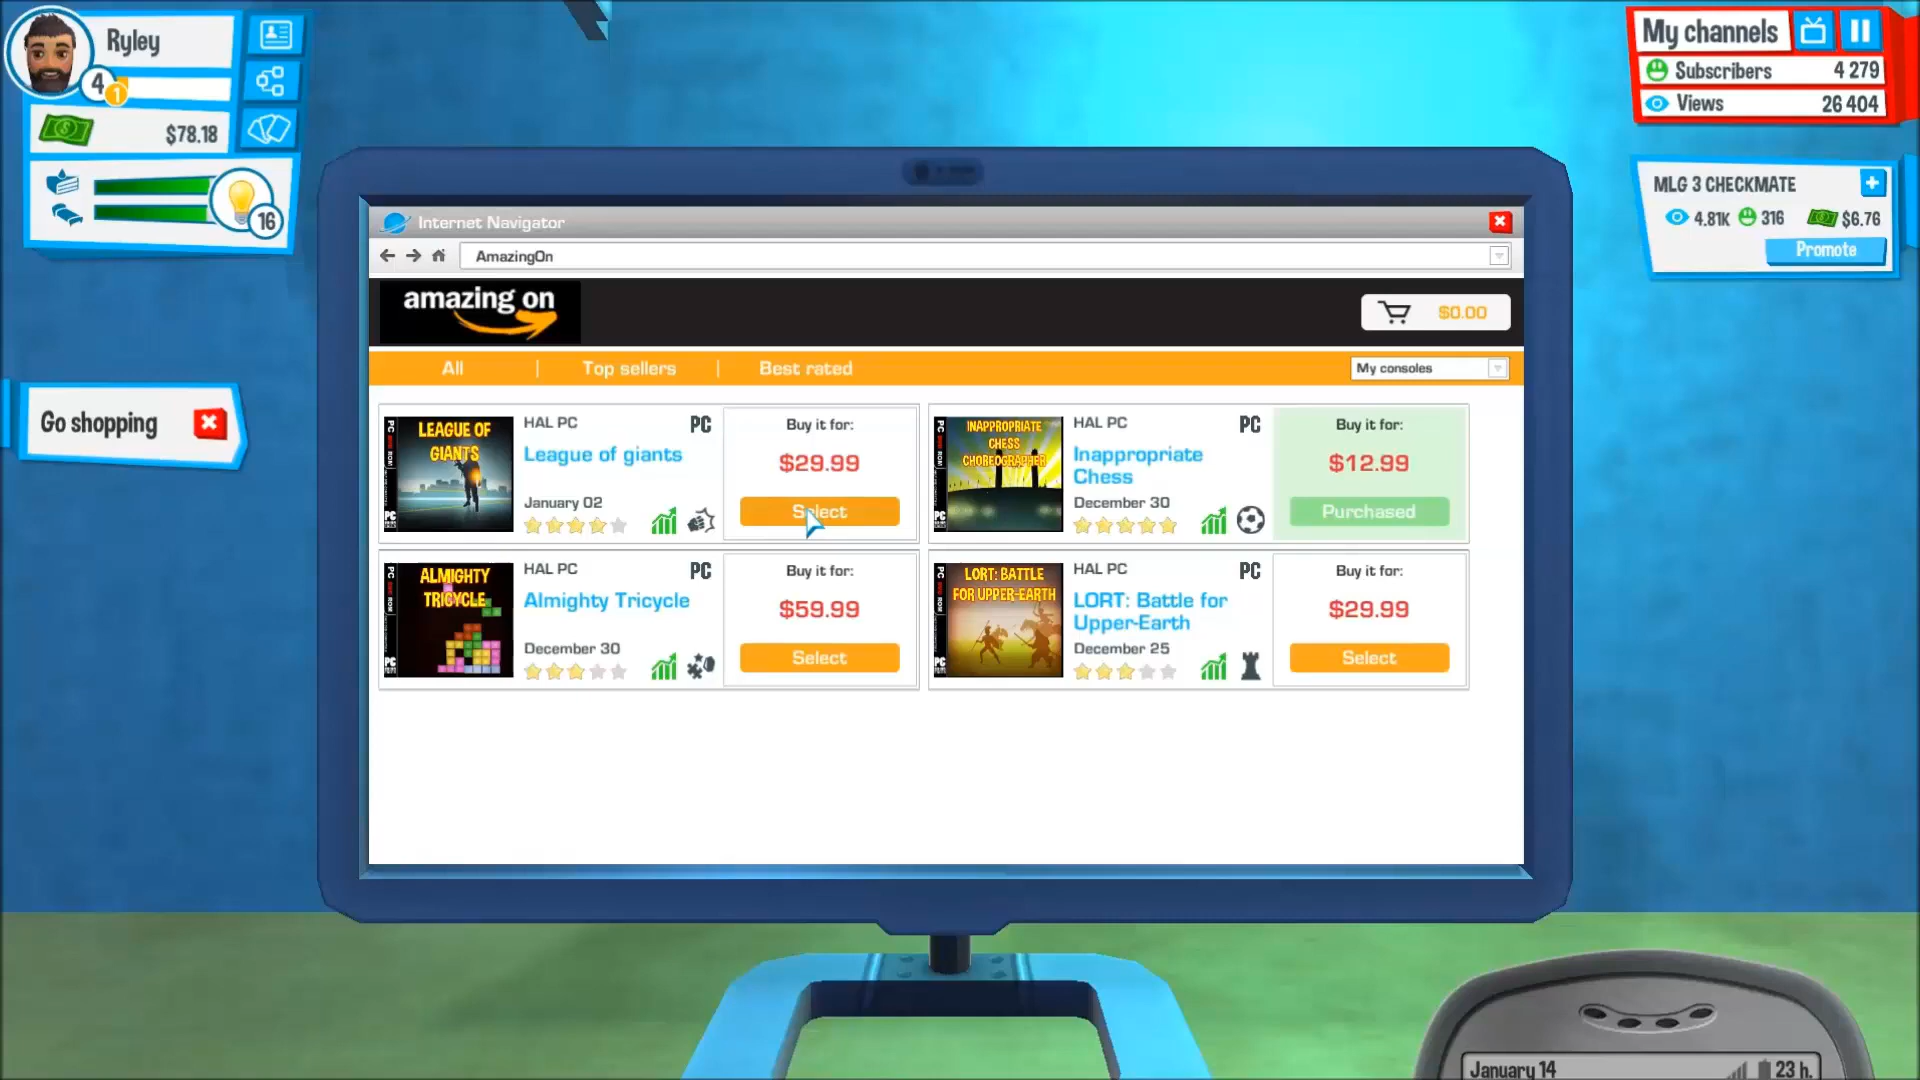 Ryley
4
1
$78.18
16
My channels
Subscribers 4 279
Views 26 404
MLG 3 CHECKMATE
4.81K 316 $6.76
Promote
Go shopping
Internet Navigator
AmazingOn
amazing on
$0.00
All | Top sellers | Best rated
My consoles
LEAGUE OF
GIANTS
PC
HAL PC
PC
League of giants
January 02
Buy it for:
$29.99
Select
INAPPROPRIATE
CHESS
CHOREOGRAPHER
PC
HAL PC
PC
Inappropriate
Chess
December 30
Buy it for:
$12.99
Purchased
ALMIGHTY
TRICYCLE
PC
HAL PC
PC
Almighty Tricycle
December 30
Buy it for:
$59.99
Select
LORT: BATTLE
FOR UPPER-EARTH
PC
HAL PC
PC
LORT: Battle for
Upper-Earth
December 25
Buy it for:
$29.99
Select
January 14 23 h.